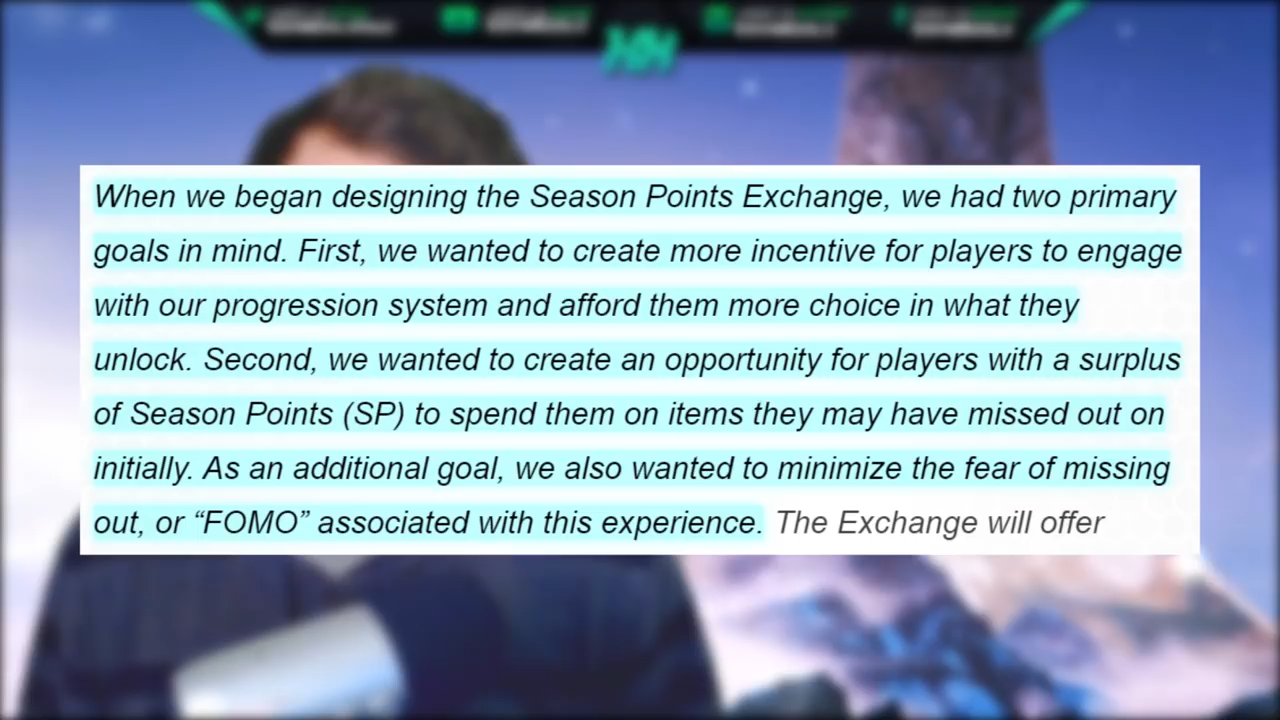 When we began designing the Season Points Exchange, we had two primary
goals in mind. First, we wanted to create more incentive for players to engage
with our progression system and afford them more choice in what they
unlock. Second, we wanted to create an opportunity for players with a surplus
of Season Points (SP) to spend them on items they may have missed out on
initially. As an additional goal, we also wanted to minimize the fear of missing
out, or “FOMO” associated with this experience. The Exchange will offer